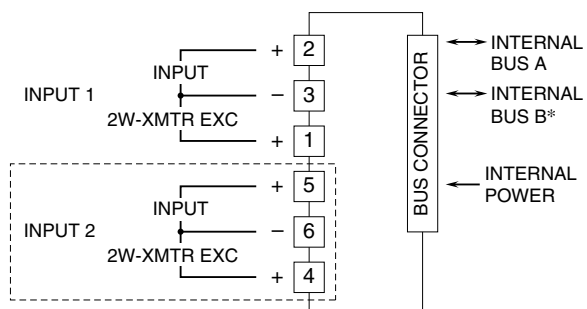 INPUT 1
INPUT
2W-XMTR EXC
+ 2
− 3
+ 1
INPUT 2
INPUT
2W-XMTR EXC
+ 5
− 6
+ 4
BUS CONNECTOR
INTERNAL
BUS A
INTERNAL
BUS B*
INTERNAL
POWER